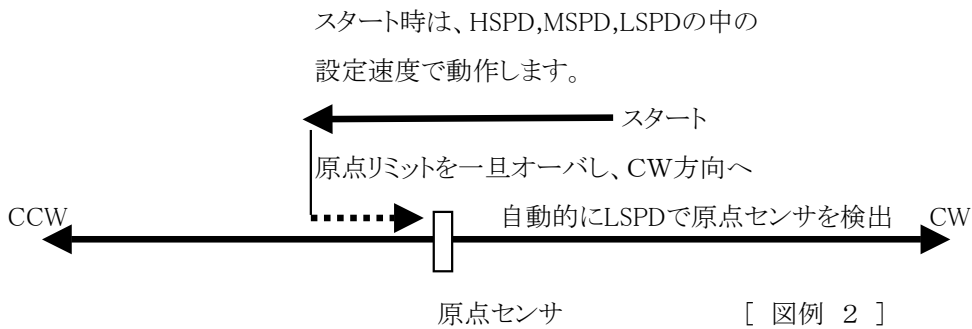 スタート時は、HSPD,MSPD,LSPDの中の
設定速度で動作します。
スタート
原点リミットを一旦オーバし、CW方向へ
CCW
自動的にLSPDで原点センサを検出
CW
原点センサ
[ 図例 2 ]